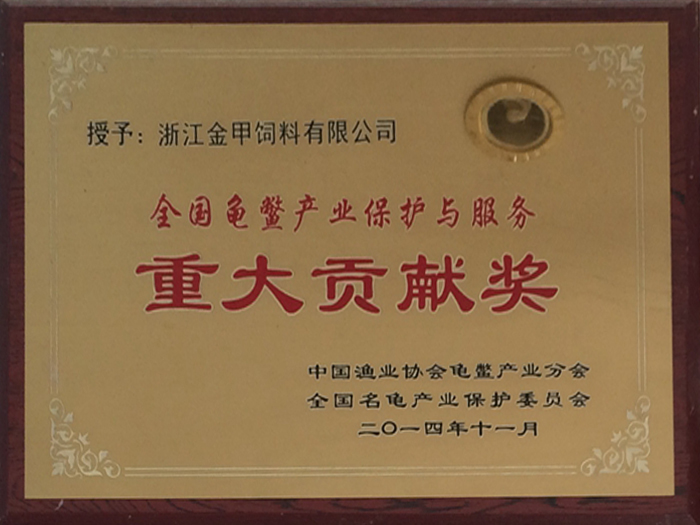 授予：浙江金甲饲料有限公司
全国龟鳖产业保护与服务
重大贡献奖
中国渔业协会龟鳖产业分会
全国名龟产业保护委员会
二〇一四年十一月